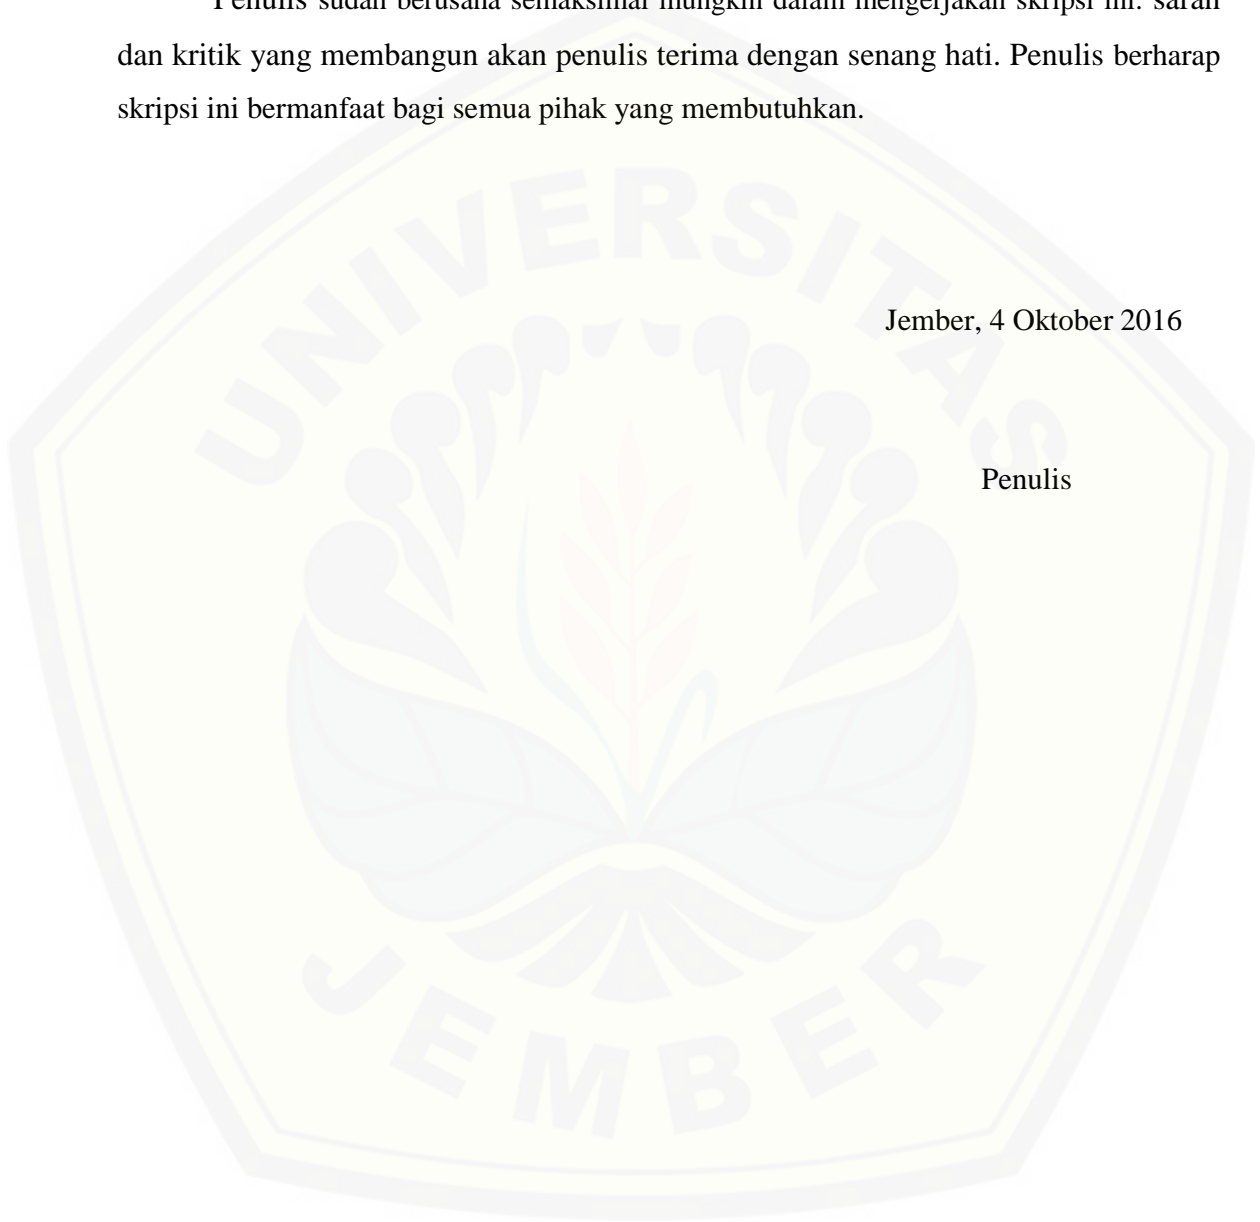 Penulis sudah berusaha semaksimal mungkin dalam mengerjakan skripsi ini. saran
dan kritik yang membangun akan penulis terima dengan senang hati. Penulis berharap
skripsi ini bermanfaat bagi semua pihak yang membutuhkan.
UNIVERSITAS
Jember, 4 Oktober 2016
Penulis
JEMBER